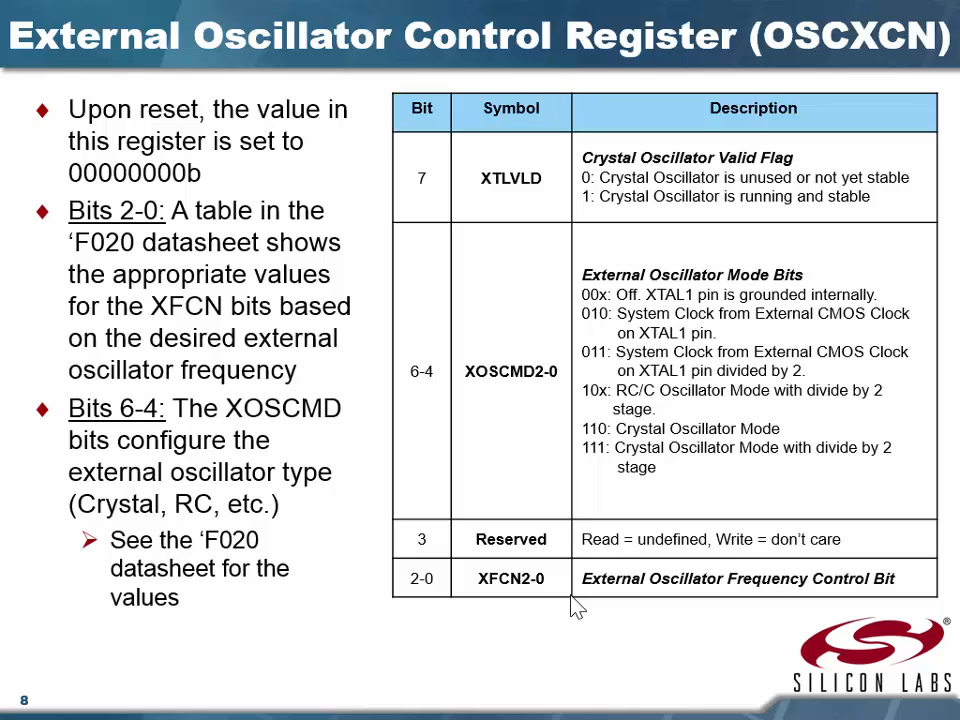 External Oscillator Control Register (OSCXCN)
♦ Upon reset, the value in
this register is set to
00000000b
♦ Bits 2-0: A table in the
‘F020 datasheet shows
the appropriate values
for the XFCN bits based
on the desired external
oscillator frequency
♦ Bits 6-4: The XOSCMD
bits configure the
external oscillator type
(Crystal, RC, etc.)
➢ See the ‘F020
datasheet for the
values
Bit Symbol Description
7 XTLVLD
Crystal Oscillator Valid Flag
0: Crystal Oscillator is unused or not yet stable
1: Crystal Oscillator is running and stable
6-4 XOSCMD2-0
External Oscillator Mode Bits
00x: Off. XTAL1 pin is grounded internally.
010: System Clock from External CMOS Clock
on XTAL1 pin.
011: System Clock from External CMOS Clock
on XTAL1 pin divided by 2.
10x: RC/C Oscillator Mode with divide by 2
stage.
110: Crystal Oscillator Mode
111: Crystal Oscillator Mode with divide by 2
stage
3 Reserved Read = undefined, Write = don’t care
2-0 XFCN2-0 External Oscillator Frequency Control Bit
®
SILICON LABS
8